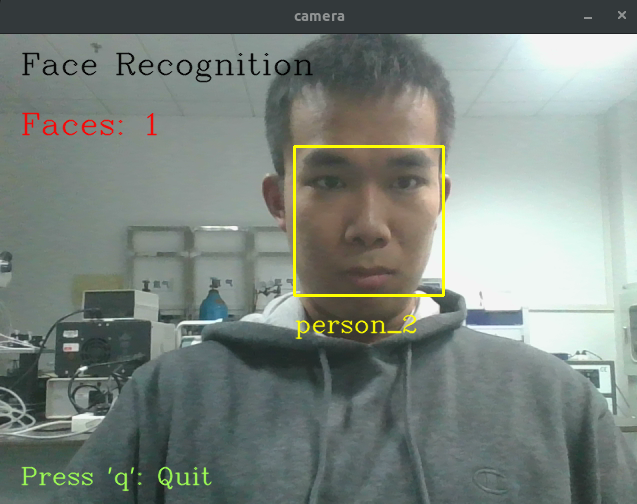 camera
Face Recognition
Faces: 1
person_2
Press 'q': Quit